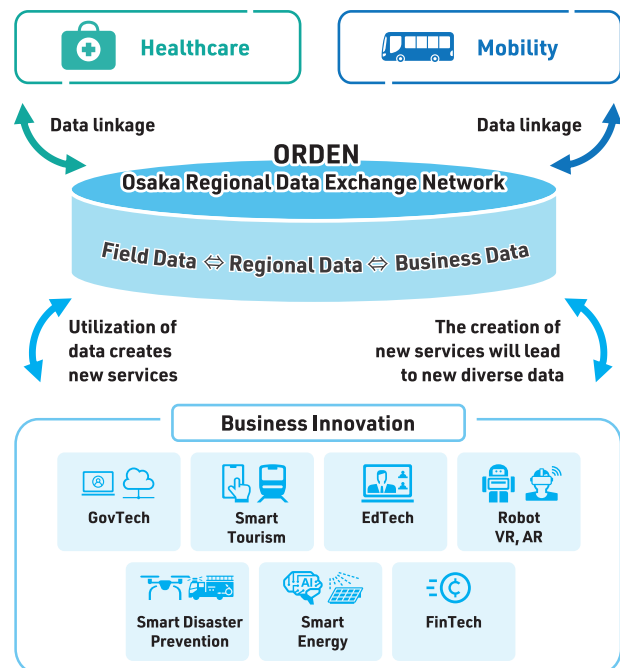 Healthcare
Mobility
Data linkage
Data linkage
ORDEN
Osaka Regional Data Exchange Network
Field Data ⇔ Regional Data ⇔ Business Data
Utilization of
data creates
new services
The creation of
new services will lead
to new diverse data
Business Innovation
GovTech
Smart
Tourism
EdTech
Robot
VR, AR
Smart Disaster
Prevention
AI
Smart
Energy
FinTech